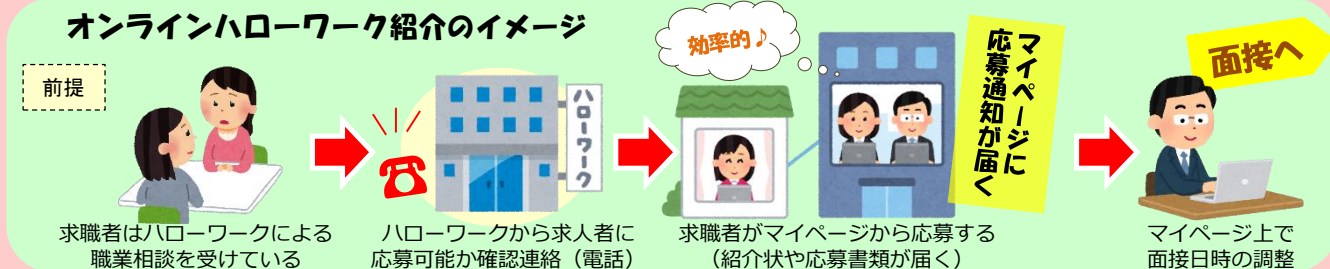 オンラインハローワーク紹介のイメージ
前提
求職者はハローワークによる
職業相談を受けている
ハローワーク
ハローワークから求人者に
応募可能か確認連絡（電話）
効率的♪
マイページに
応募通知が届く
求職者がマイページから応募する
（紹介状や応募書類が届く）
面接へ
マイページ上で
面接日時の調整